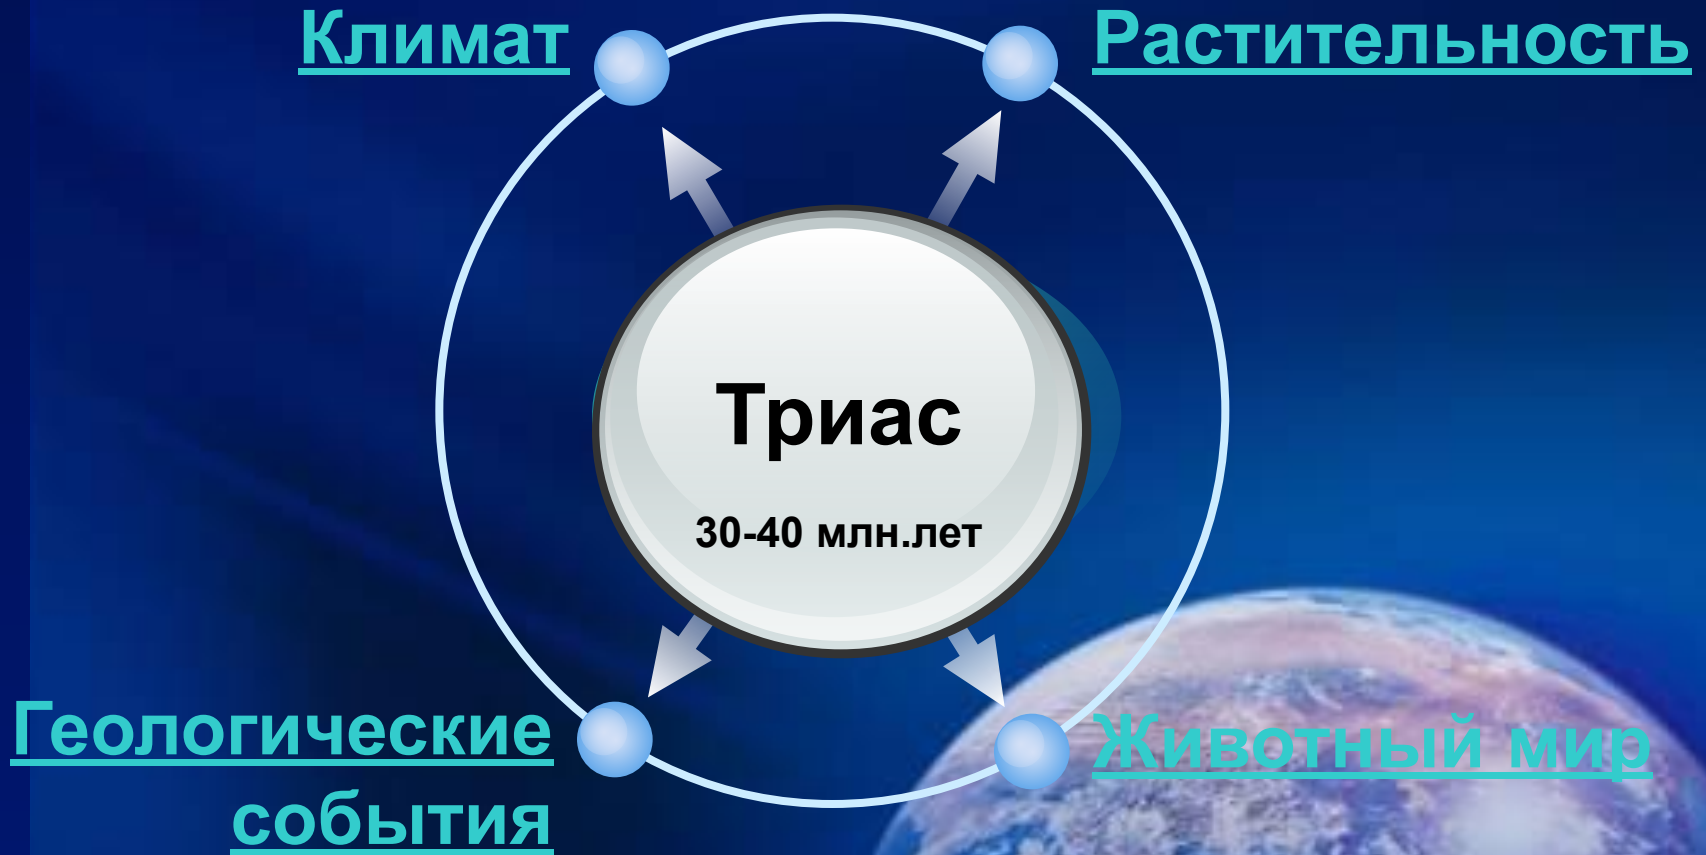 Климат
Растительность
Триас
30-40 млн.лет
Геологические
события
Животный мир